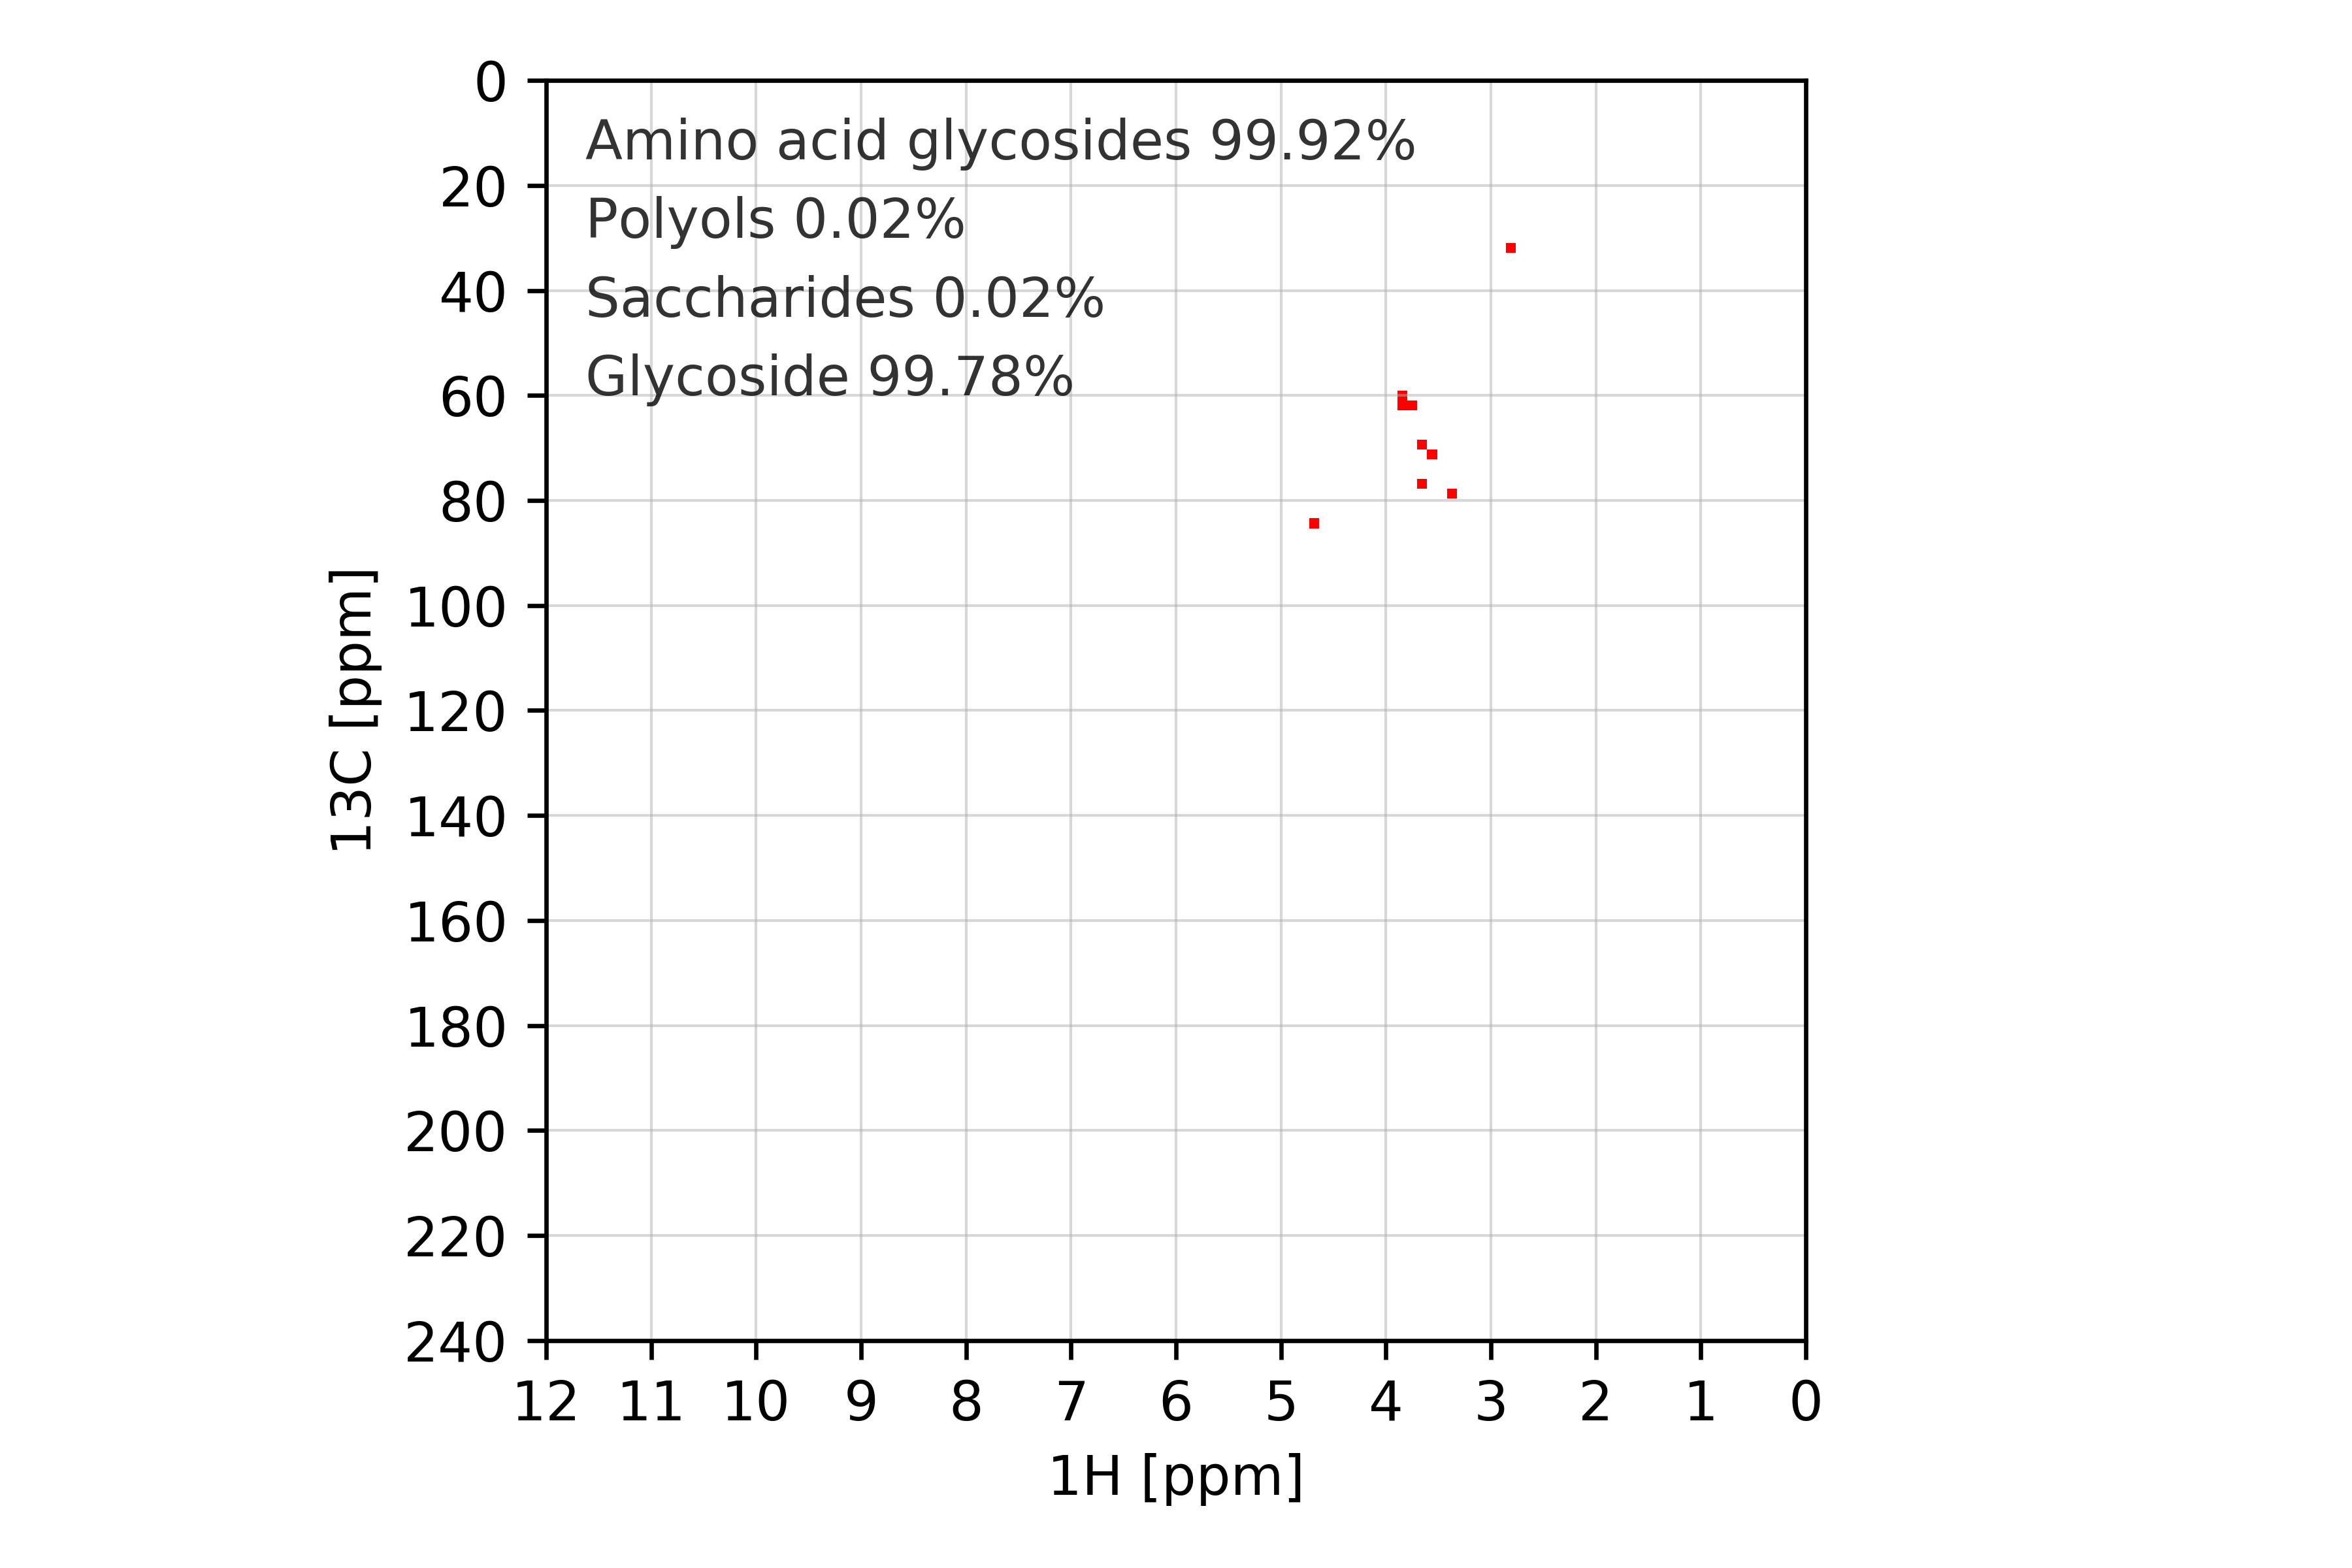 Amino acid glycosides 99.92%
Polyols 0.02%
Saccharides 0.02%
Glycoside 99.78%
0
20
40
60
80
100
120
140
160
180
200
220
240
13C [ppm]
12 11 10 9 8 7 6 5 4 3 2 1 0
1H [ppm]